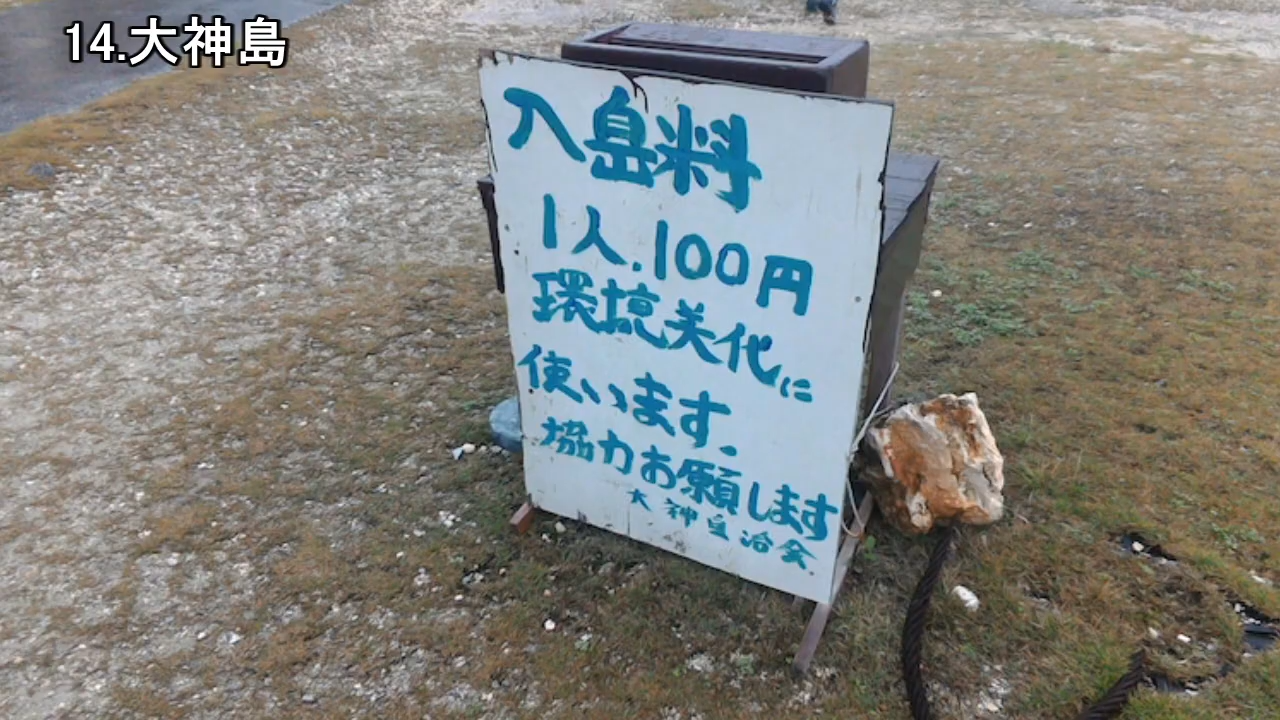 14.大神島
入島料
1人.100円
環境美化に
使います。
協力お願します
大神自治会